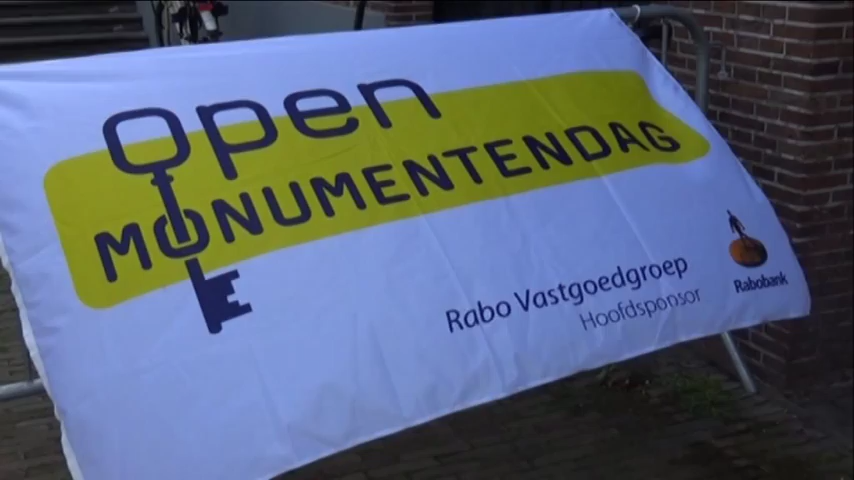 open
MONUMENTENDAG
Rabo Vastgoedgroep
Hoofdsponsor
Rabobank